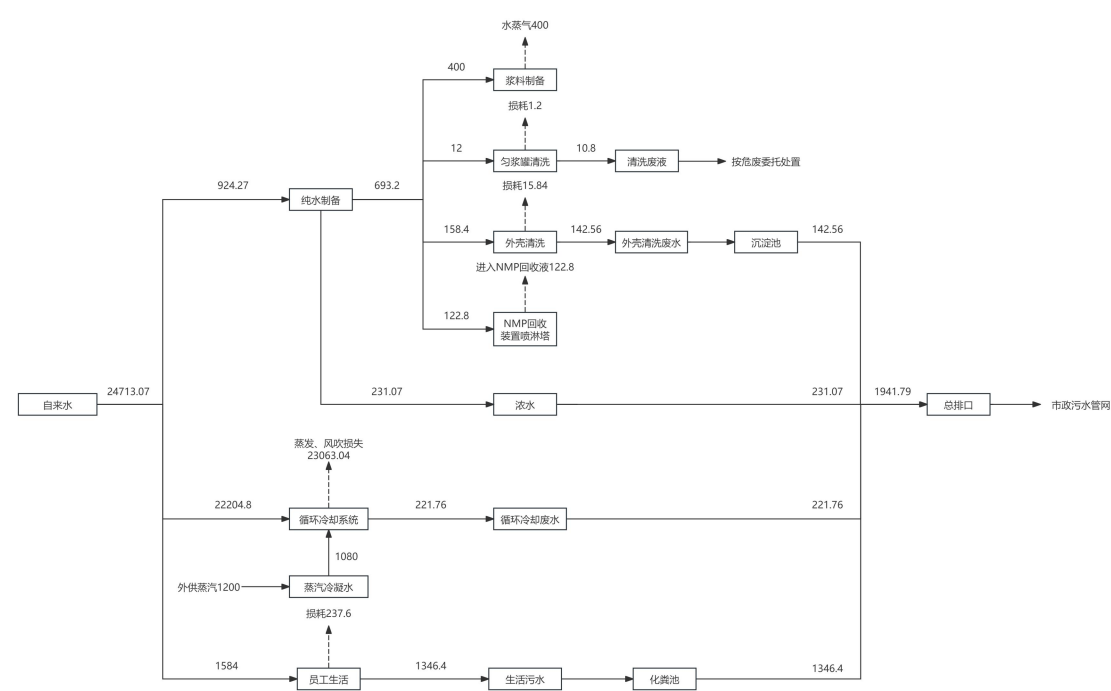 水蒸气400
400
浆料制备
损耗1.2
12
匀浆罐清洗
10.8
清洗废液
按危废委托处置
924.27
纯水制备
693.2
损耗15.84
158.4
外壳清洗
142.56
外壳清洗废水
沉淀池
142.56
进入NMP回收液122.8
122.8
NMP回收
装置喷淋塔
自来水
24713.07
231.07
浓水
231.07
1941.79
总排口
市政污水管网
蒸发、风吹损失
23063.04
22204.8
循环冷却系统
221.76
循环冷却废水
221.76
1080
外供蒸汽1200
蒸汽冷凝水
损耗237.6
1584
员工生活
1346.4
生活污水
化粪池
1346.4